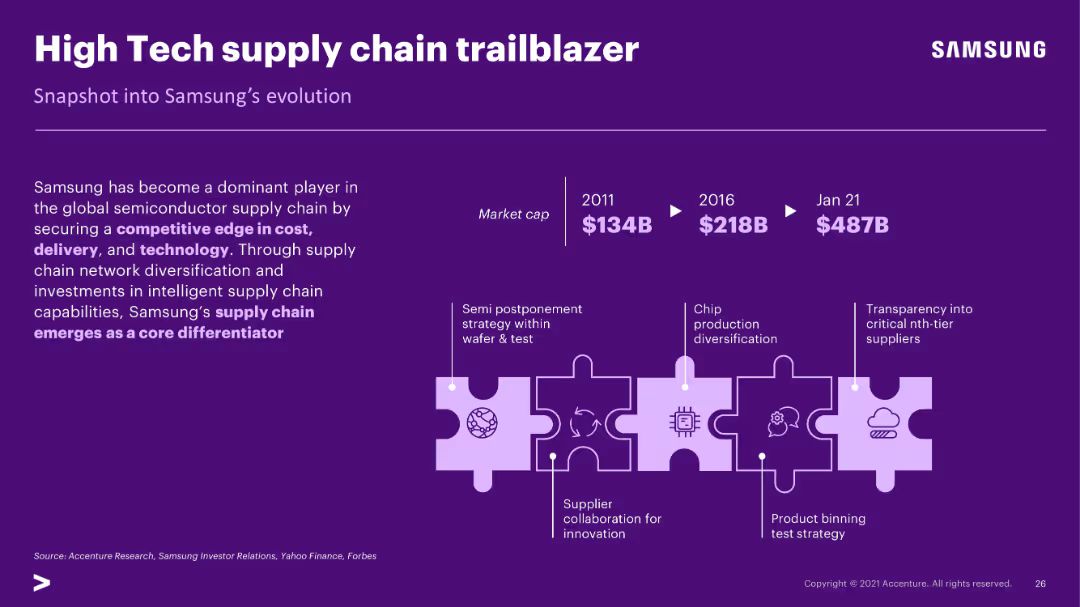 High Tech supply chain trailblazer
SAMSUNG
Snapshot into Samsung's evolution
Samsung has become a dominant player in
the global semiconductor supply chain by
securing a competitive edge in cost,
delivery, and technology. Through supply
chain network diversification and
investments in intelligent supply chain
capabilities, Samsung's supply chain
emerges as a core differentiator
Market cap
2011
$134B
2016
$218B
Jan 21
$487B
Semi postponement
strategy within
wafer & test
Chip
production
diversification
Transparency into
critical nth-tier
suppliers
Supplier
collaboration for
innovation
Product binning
test strategy
Source: Accenture Research, Samsung Investor Relations, Yahoo Finance, Forbes
Copyright © 2021 Accenture. All rights reserved.
26